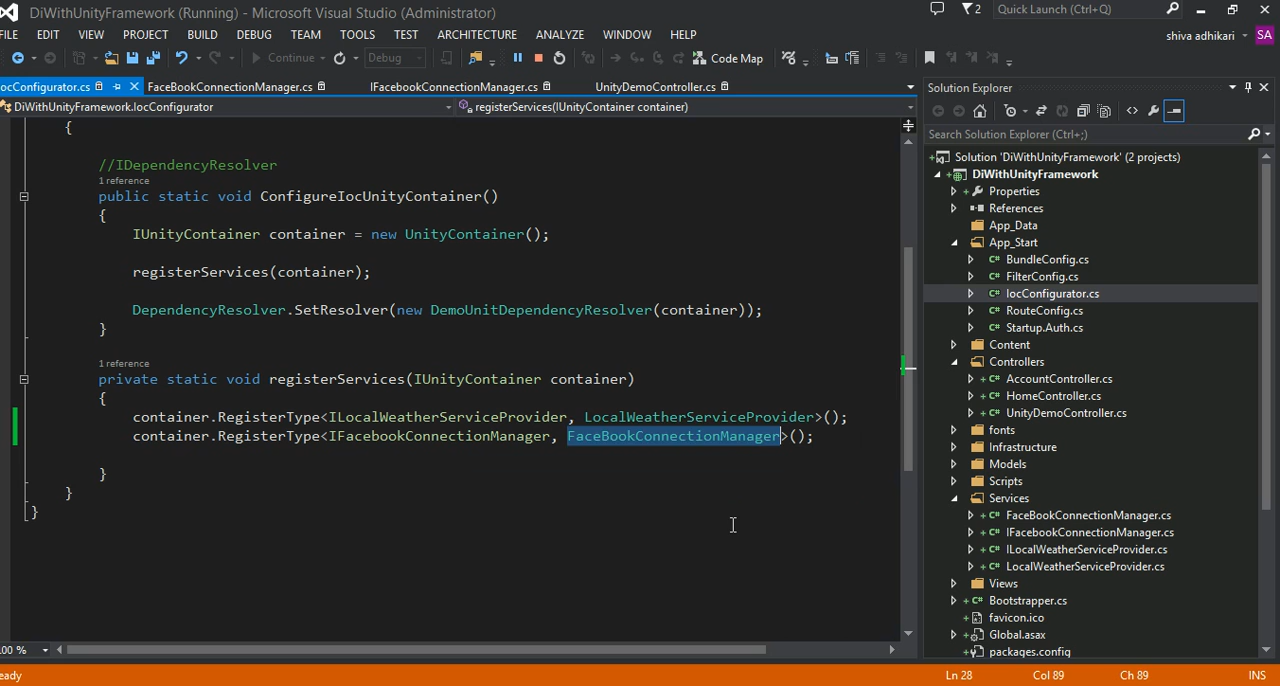 DiWithUnityFramework (Running) - Microsoft Visual Studio (Administrator)
2
Quick Launch (Ctrl+Q)
FILE EDIT VIEW PROJECT BUILD DEBUG TEAM TOOLS TEST ARCHITECTURE ANALYZE WINDOW HELP
shiva adhikari
SA
Continue
Debug
Code Map
ocConfigurator.cs
FaceBookConnectionManager.cs
IFacebookConnectionManager.cs
UnityDemoController.cs
DiWithUnityFramework.IocConfigurator
registerServices(IUnityContainer container)
{
//IDependencyResolver
1 reference
public static void ConfigureIocUnityContainer()
{
IUnityContainer container = new UnityContainer();
registerServices(container);
DependencyResolver.SetResolver(new DemoUnitDependencyResolver(container));
}
1 reference
private static void registerServices(IUnityContainer container)
{
container.RegisterType<ILocalWeatherServiceProvider, LocalWeatherServiceProvider>();
container.RegisterType<IFacebookConnectionManager, FaceBookConnectionManager>();
}
}
}
00 %
Solution Explorer
Search Solution Explorer (Ctrl+;)
Solution 'DiWithUnityFramework' (2 projects)
DiWithUnityFramework
Properties
References
App_Data
App_Start
C# BundleConfig.cs
C# FilterConfig.cs
C# IocConfigurator.cs
C# RouteConfig.cs
C# Startup.Auth.cs
Content
Controllers
C# AccountController.cs
C# HomeController.cs
C# UnityDemoController.cs
fonts
Infrastructure
Models
Scripts
Services
C# FaceBookConnectionManager.cs
C# IFacebookConnectionManager.cs
C# ILocalWeatherServiceProvider.cs
C# LocalWeatherServiceProvider.cs
Views
C# Bootstrapper.cs
favicon.ico
Global.asax
packages.config
eady
Ln 28
Col 89
Ch 89
INS